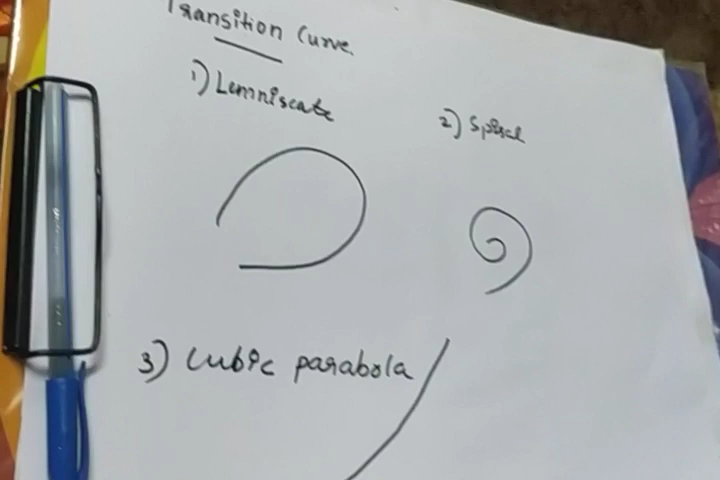 Transition Curve.
1) Lemniscate
2) Spiral
3) Cubic parabola